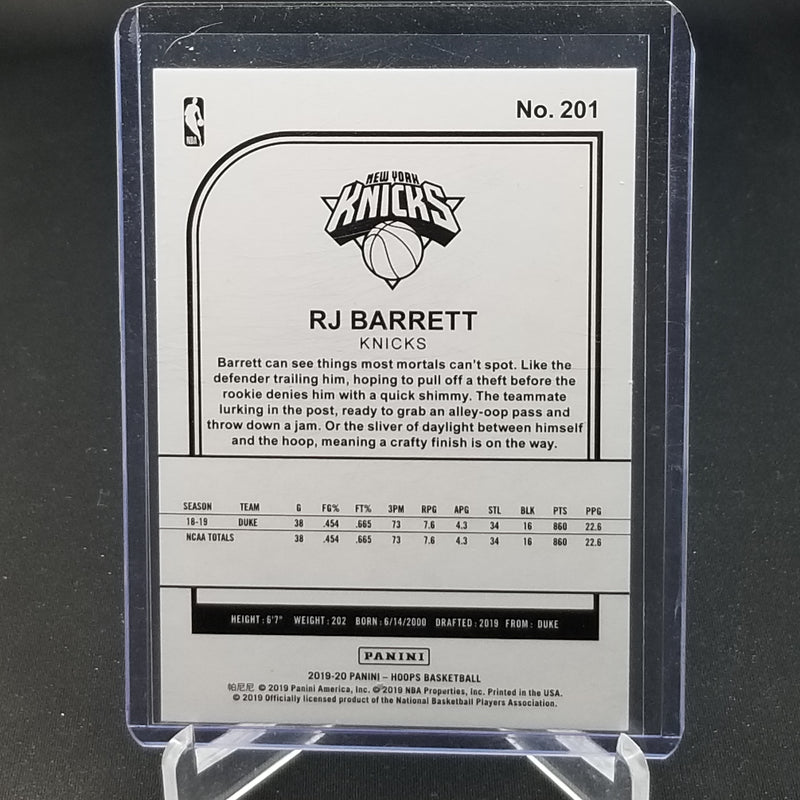 NBA
No. 201
NEW YORK
KNICKS
RJ BARRETT
KNICKS
Barrett can see things most mortals can't spot. Like the
defender trailing him, hoping to pull off a theft before the
rookie denies him with a quick shimmy. The teammate
lurking in the post, ready to grab an alley-oop pass and
throw down a jam. Or the sliver of daylight between himself
and the hoop, meaning a crafty finish is on the way.
SEASON TEAM G FG% FT% 3PM RPG APG STL BLK PTS PPG
18-19 DUKE 38 .454 .665 73 7.6 4.3 34 16 860 22.6
NCAA TOTALS 38 .454 .665 73 7.6 4.3 34 16 860 22.6
HEIGHT: 6'7" WEIGHT: 202 BORN: 6/14/2000 DRAFTED: 2019 FROM: DUKE
PANINI
2019-20 PANINI – HOOPS BASKETBALL
帕尼尼 © 2019 Panini America, Inc. © 2019 NBA Properties, Inc. Printed in the USA.
© 2019 Officially licensed product of the National Basketball Players Association.